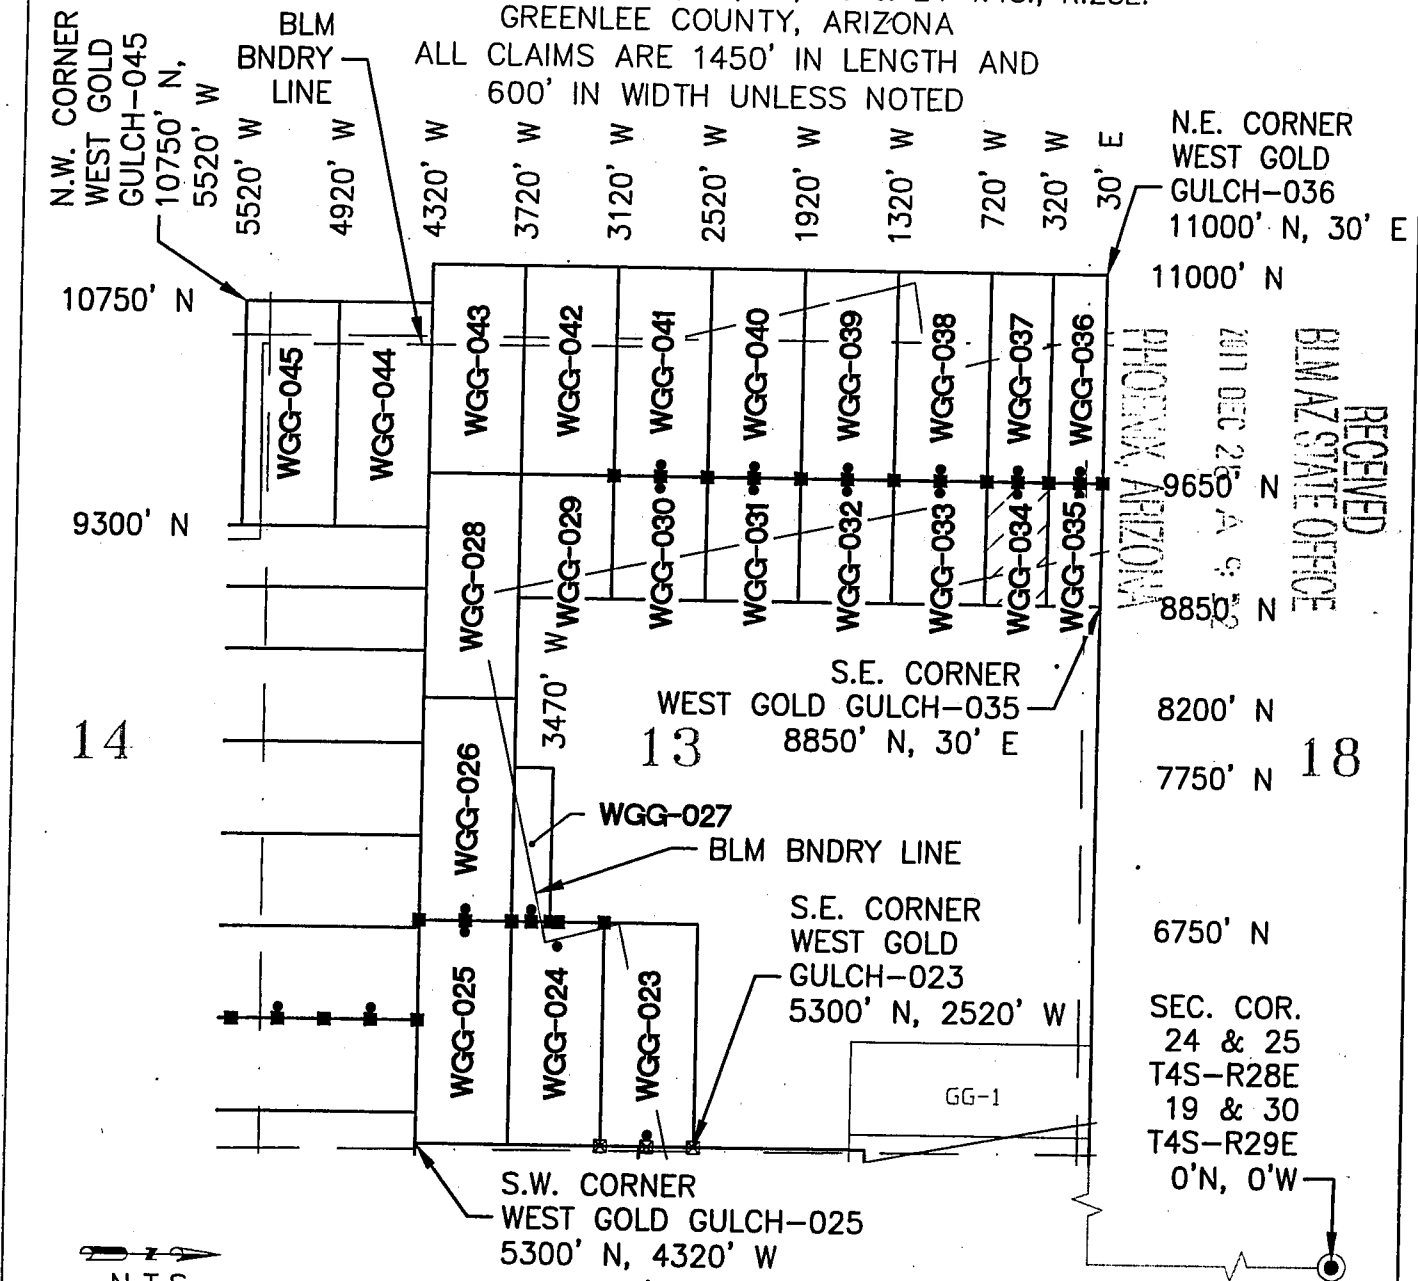 GREENLEE COUNTY, ARIZONA
ALL CLAIMS ARE 1450' IN LENGTH AND
600' IN WIDTH UNLESS NOTED
BLM
BNDRY
LINE
N.W. CORNER
WEST GOLD
GULCH-045
10750' N,
5520' W
5520' W
4920' W
4320' W
3720' W
3120' W
2520' W
1920' W
1320' W
720' W
320' W
30' E
N.E. CORNER
WEST GOLD
GULCH-036
11000' N, 30' E
11000' N
10750' N
WGG-045
WGG-044
WGG-043
WGG-042
WGG-041
WGG-040
WGG-039
WGG-038
WGG-037
WGG-036
RECEIVED
BLM AZ STATE OFFICE
PHOENIX, ARIZONA
9650' N
9300' N
WGG-028
WGG-029
WGG-030
WGG-031
WGG-032
WGG-033
WGG-034
WGG-035
8850' N
3470' W
S.E. CORNER
WEST GOLD GULCH-035
8850' N, 30' E
8200' N
14
13
18
7750' N
WGG-026
WGG-027
BLM BNDRY LINE
S.E. CORNER
WEST GOLD
GULCH-023
5300' N, 2520' W
6750' N
WGG-025
WGG-024
WGG-023
GG-1
SEC. COR.
24 & 25
T4S-R28E
19 & 30
T4S-R29E
0'N, 0'W
S.W. CORNER
WEST GOLD GULCH-025
5300' N, 4320' W
Z